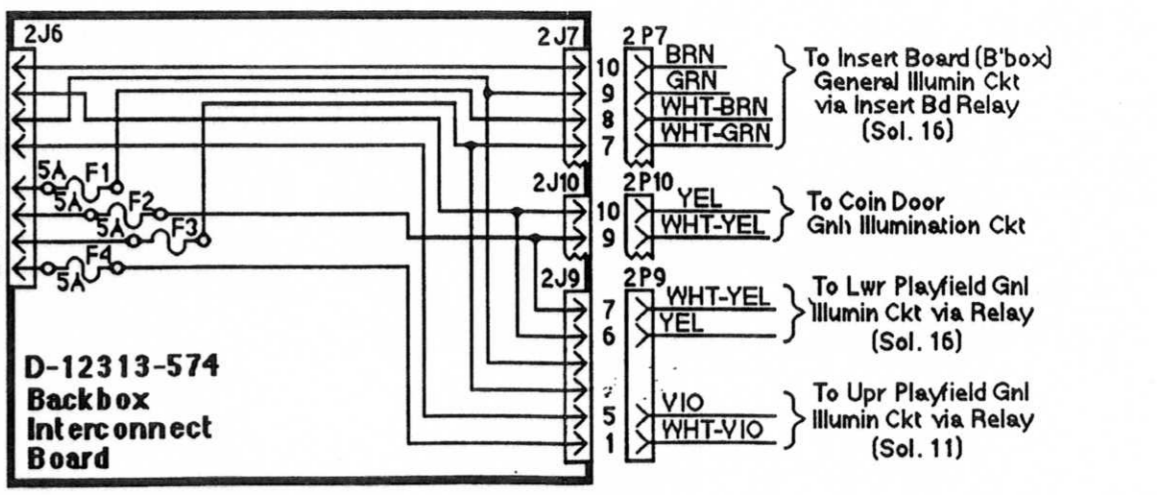 2J6
2J7
2P7
10
9
8
7
BRN
GRN
WHT-BRN
WHT-GRN
To Insert Board (B'box)
General Illumin Ckt
via Insert Bd Relay
(Sol. 16)
5A
F1
5A
F2
5A
F3
5A
F4
2J10
2P10
10
9
YEL
WHT-YEL
To Coin Door
Gnl Illumination Ckt
2J9
2P9
7
6
5
1
WHT-YEL
YEL
VIO
WHT-VIO
To Lwr Playfield Gnl
Illumin Ckt via Relay
(Sol. 16)
To Upr Playfield Gnl
Illumin Ckt via Relay
(Sol. 11)
D-12313-574
Backbox
Interconnect
Board